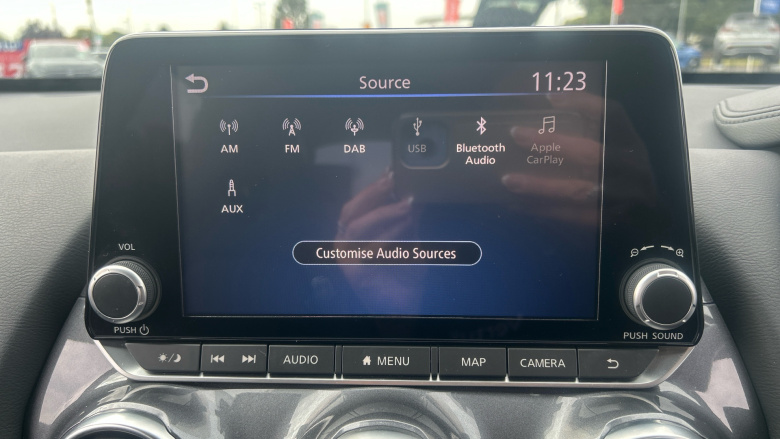 Source
11:23
AM
FM
DAB
USB
Bluetooth
Audio
Apple
CarPlay
AUX
Customise Audio Sources
VOL
PUSH
PUSH SOUND
AUDIO
MENU
MAP
CAMERA